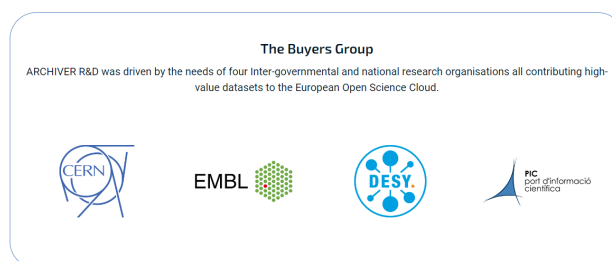 The Buyers Group
ARCHIVER R&D was driven by the needs of four Inter-governmental and national research organisations all contributing high-
value datasets to the European Open Science Cloud.
CERN
EMBL
DESY.
PIC
port d'informació
científica